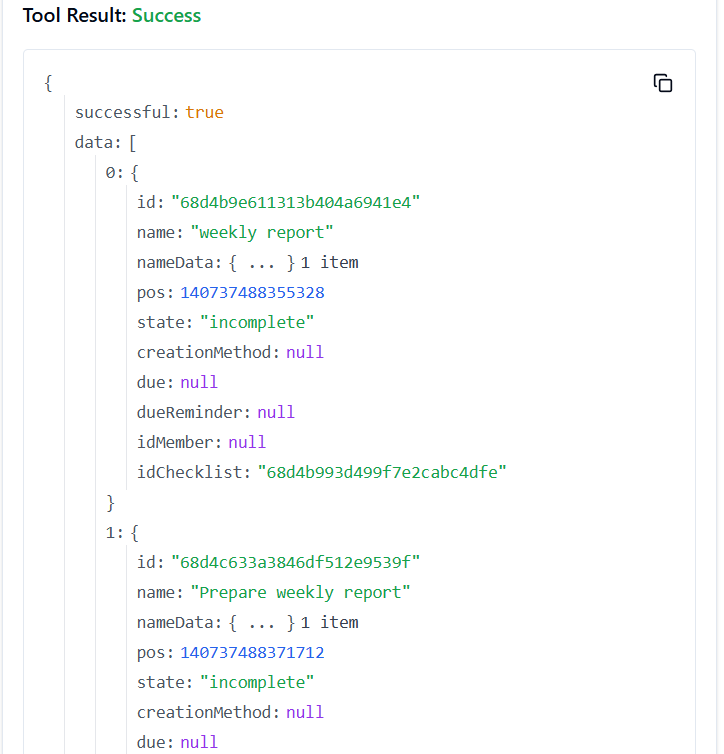 Tool Result: Success
{
successful: true
data: [
0: {
id: "68d4b9e611313b404a6941e4"
name: "weekly report"
nameData: { ... } 1 item
pos: 140737488355328
state: "incomplete"
creationMethod: null
due: null
dueReminder: null
idMember: null
idChecklist: "68d4b993d499f7e2cabc4dfe"
}
1: {
id: "68d4c633a3846df512e9539f"
name: "Prepare weekly report"
nameData: { ... } 1 item
pos: 140737488371712
state: "incomplete"
creationMethod: null
due: null